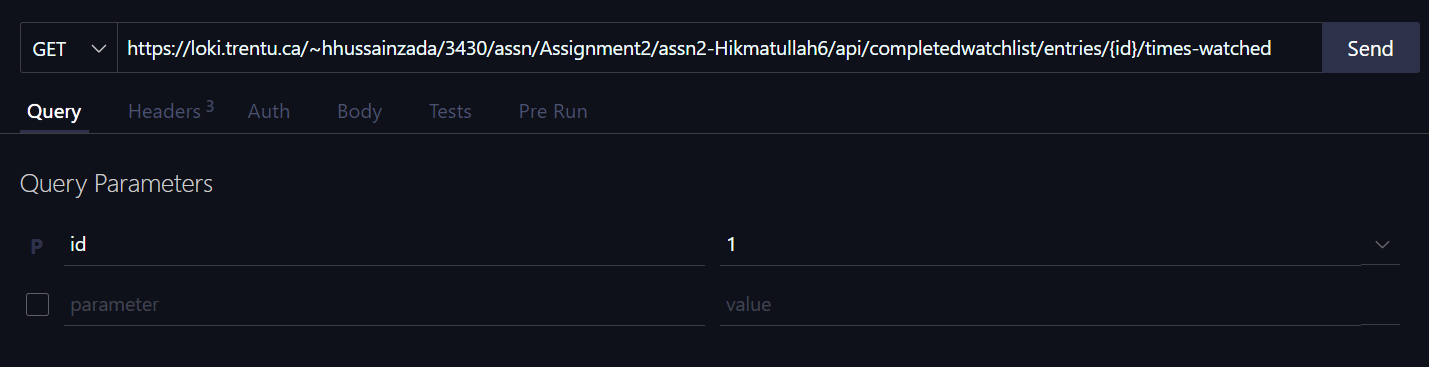 GET https://loki.trentu.ca/~hhussainzada/3430/assn/Assignment2/assn2-Hikmatullah6/api/completedwatchlist/entries/{id}/times-watched Send
Query Headers 3 Auth Body Tests Pre Run
Query Parameters
P id 1
parameter value